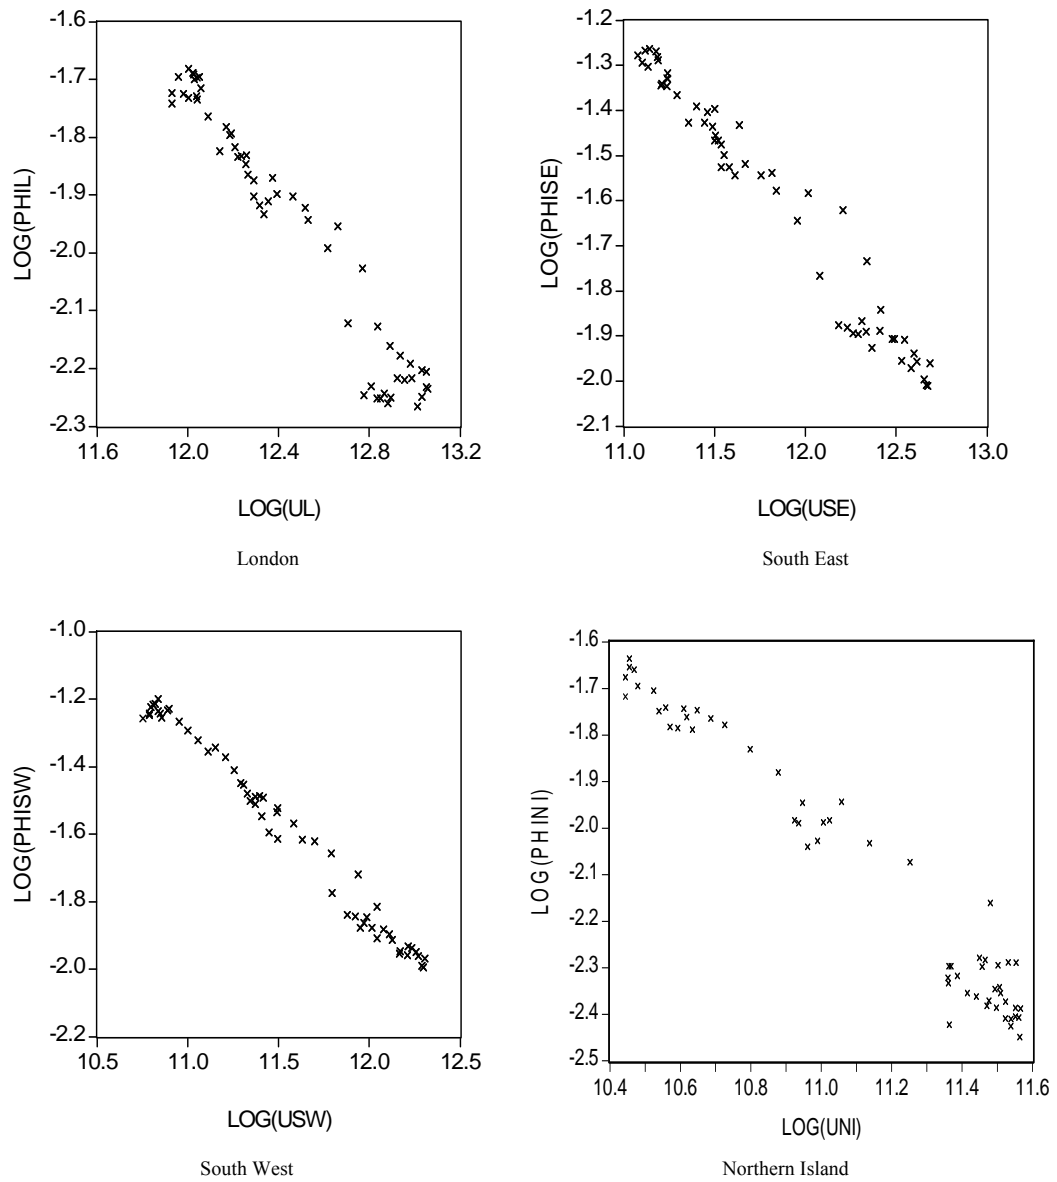 -1.6
-1.7
-1.8
-1.9
-2.0
-2.1
-2.2
-2.3
LOG(PHIL)
11.6 12.0 12.4 12.8 13.2
LOG(UL)
London
-1.2
-1.3
-1.4
-1.5
-1.6
-1.7
-1.8
-1.9
-2.0
-2.1
LOG(PHISE)
11.0 11.5 12.0 12.5 13.0
LOG(USE)
South East
-1.0
-1.2
-1.4
-1.6
-1.8
-2.0
-2.2
LOG(PHISW)
10.5 11.0 11.5 12.0 12.5
LOG(USW)
South West
-1.6
-1.7
-1.8
-1.9
-2.0
-2.1
-2.2
-2.3
-2.4
-2.5
LOG(PHINI)
10.4 10.6 10.8 11.0 11.2 11.4 11.6
LOG(UNI)
Northern Island